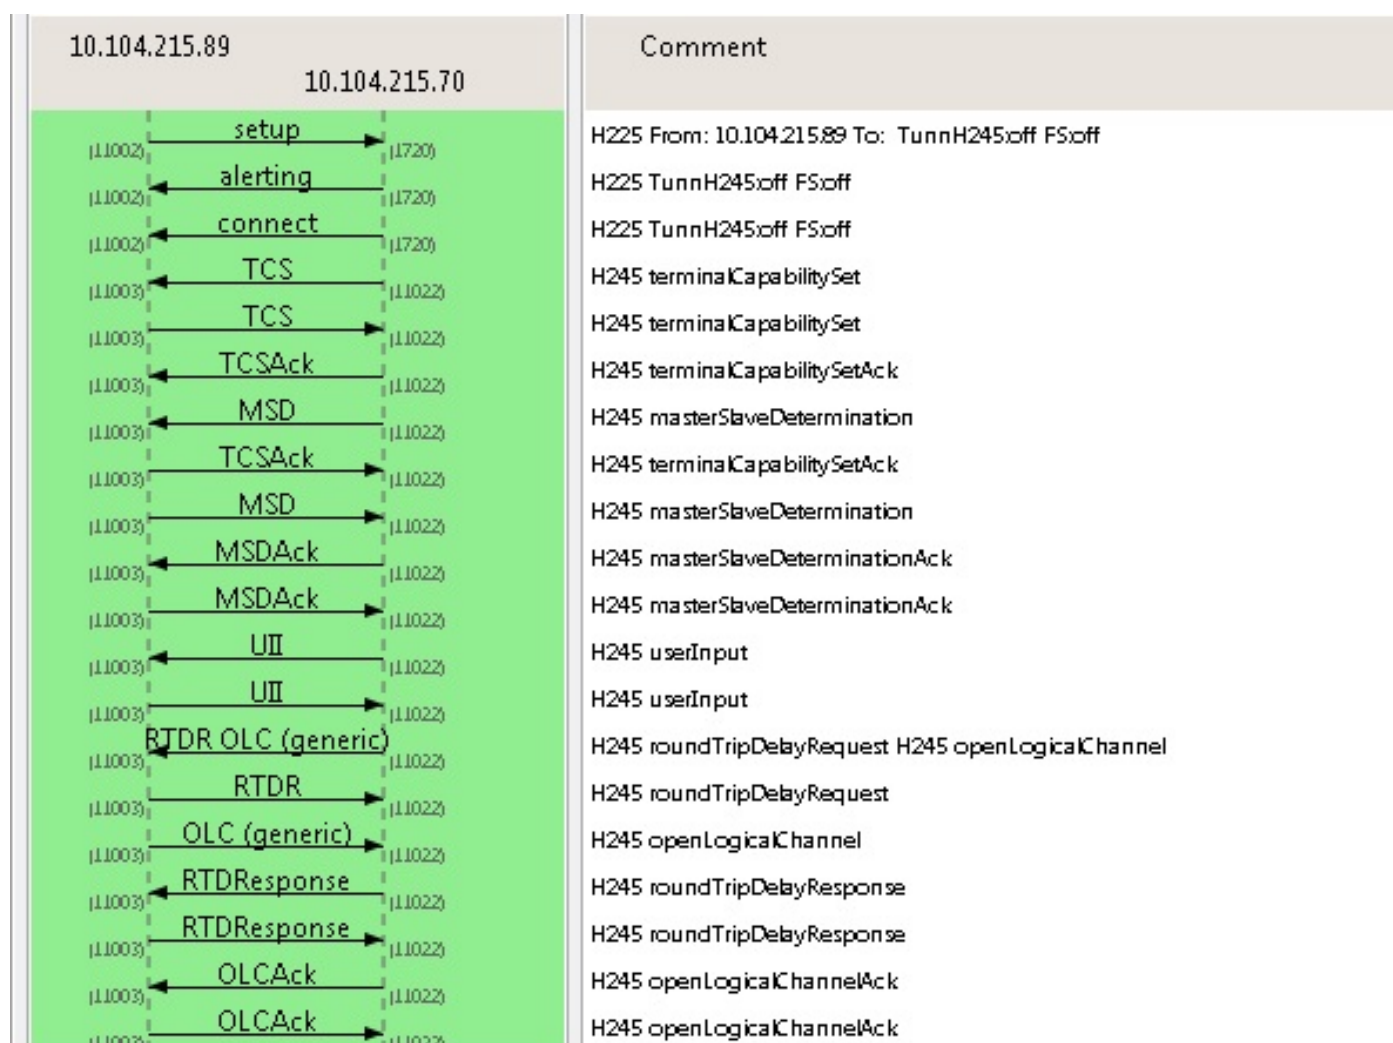 10.104.215.89
10.104.215.70
Comment
setup
(11002) (1720)
H225 From: 10.104.215.89 To: TunnH245:off FS:off
alerting
(11002) (1720)
H225 TunnH245:off FS:off
connect
(11002) (1720)
H225 TunnH245:off FS:off
TCS
(11003) (11022)
H245 terminalCapabilitySet
TCS
(11003) (11022)
H245 terminalCapabilitySet
TCSAck
(11003) (11022)
H245 terminalCapabilitySetAck
MSD
(11003) (11022)
H245 masterSlaveDetermination
TCSAck
(11003) (11022)
H245 terminalCapabilitySetAck
MSD
(11003) (11022)
H245 masterSlaveDetermination
MSDAck
(11003) (11022)
H245 masterSlaveDeterminationAck
MSDAck
(11003) (11022)
H245 masterSlaveDeterminationAck
UII
(11003) (11022)
H245 userInput
UII
(11003) (11022)
H245 userInput
RTDR OLC (generic)
(11003) (11022)
H245 roundTripDelayRequest H245 openLogicalChannel
RTDR
(11003) (11022)
H245 roundTripDelayRequest
OLC (generic)
(11003) (11022)
H245 openLogicalChannel
RTDResponse
(11003) (11022)
H245 roundTripDelayResponse
RTDResponse
(11003) (11022)
H245 roundTripDelayResponse
OLCAck
(11003) (11022)
H245 openLogicalChannelAck
OLCAck
H245 openLogicalChannelAck